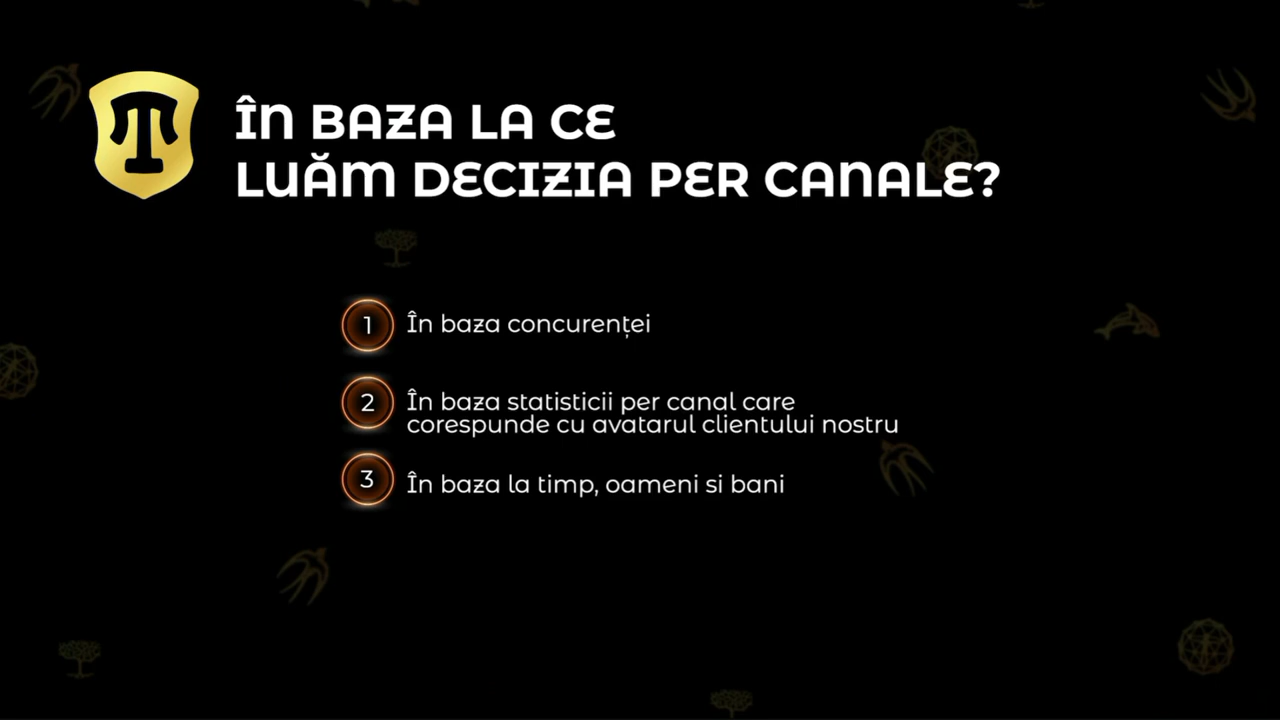 ÎN BAZA LA CE
LUĂM DECIZIA PER CANALE?
1 În baza concurenței
2 În baza statisticii per canal care
corespunde cu avatarul clientului nostru
3 În baza la timp, oameni si bani